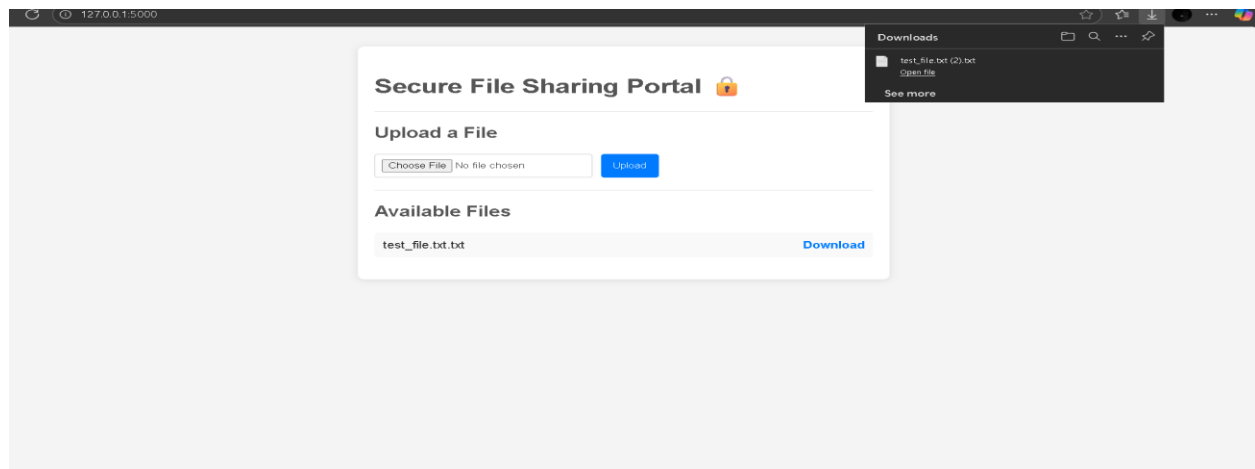 127.0.0.1:5000
Downloads
test_file.txt (2).txt
Open file
See more
Secure File Sharing Portal 🔒
Upload a File
Choose File No file chosen Upload
Available Files
test_file.txt.txt Download